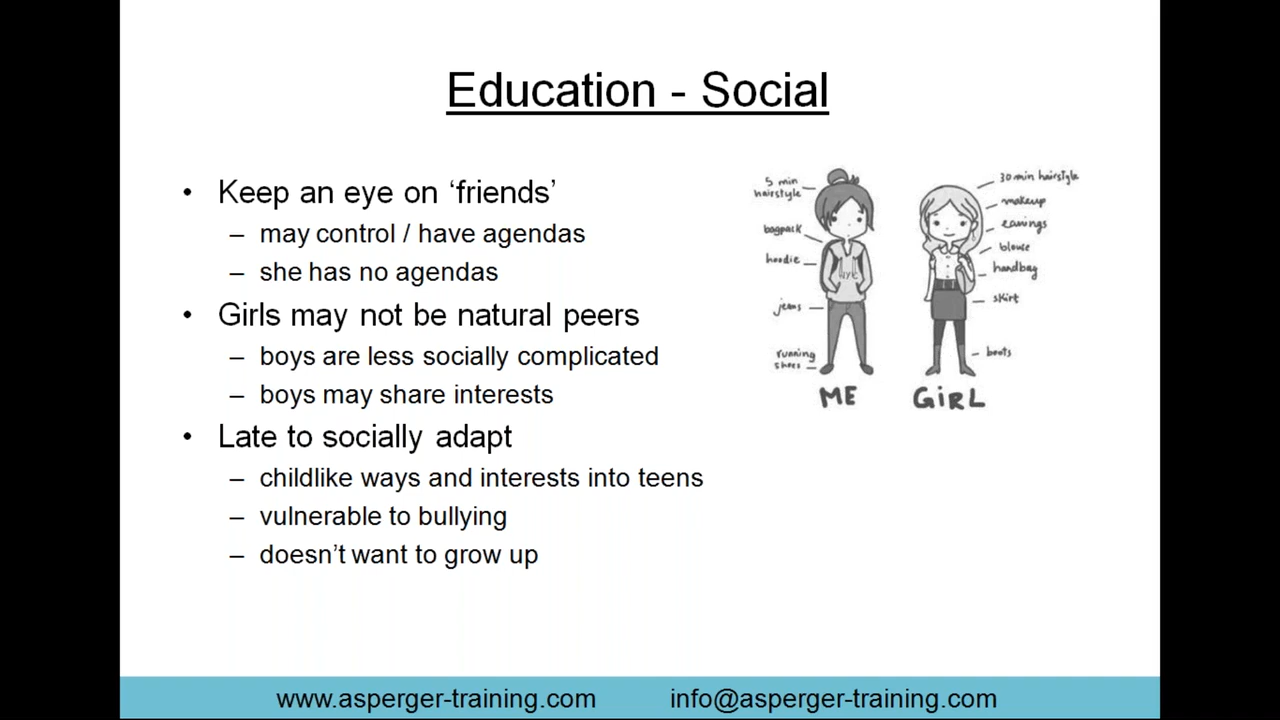 Education - Social
• Keep an eye on ‘friends’
– may control / have agendas
– she has no agendas
• Girls may not be natural peers
– boys are less socially complicated
– boys may share interests
• Late to socially adapt
– childlike ways and interests into teens
– vulnerable to bullying
– doesn’t want to grow up
5 min
hairstyle
bagpack
hoodie
jeans
running
shoes
ME
30 min hairstyle
makeup
earrings
blouse
handbag
skirt
boots
GiRL
www.asperger-training.com
info@asperger-training.com